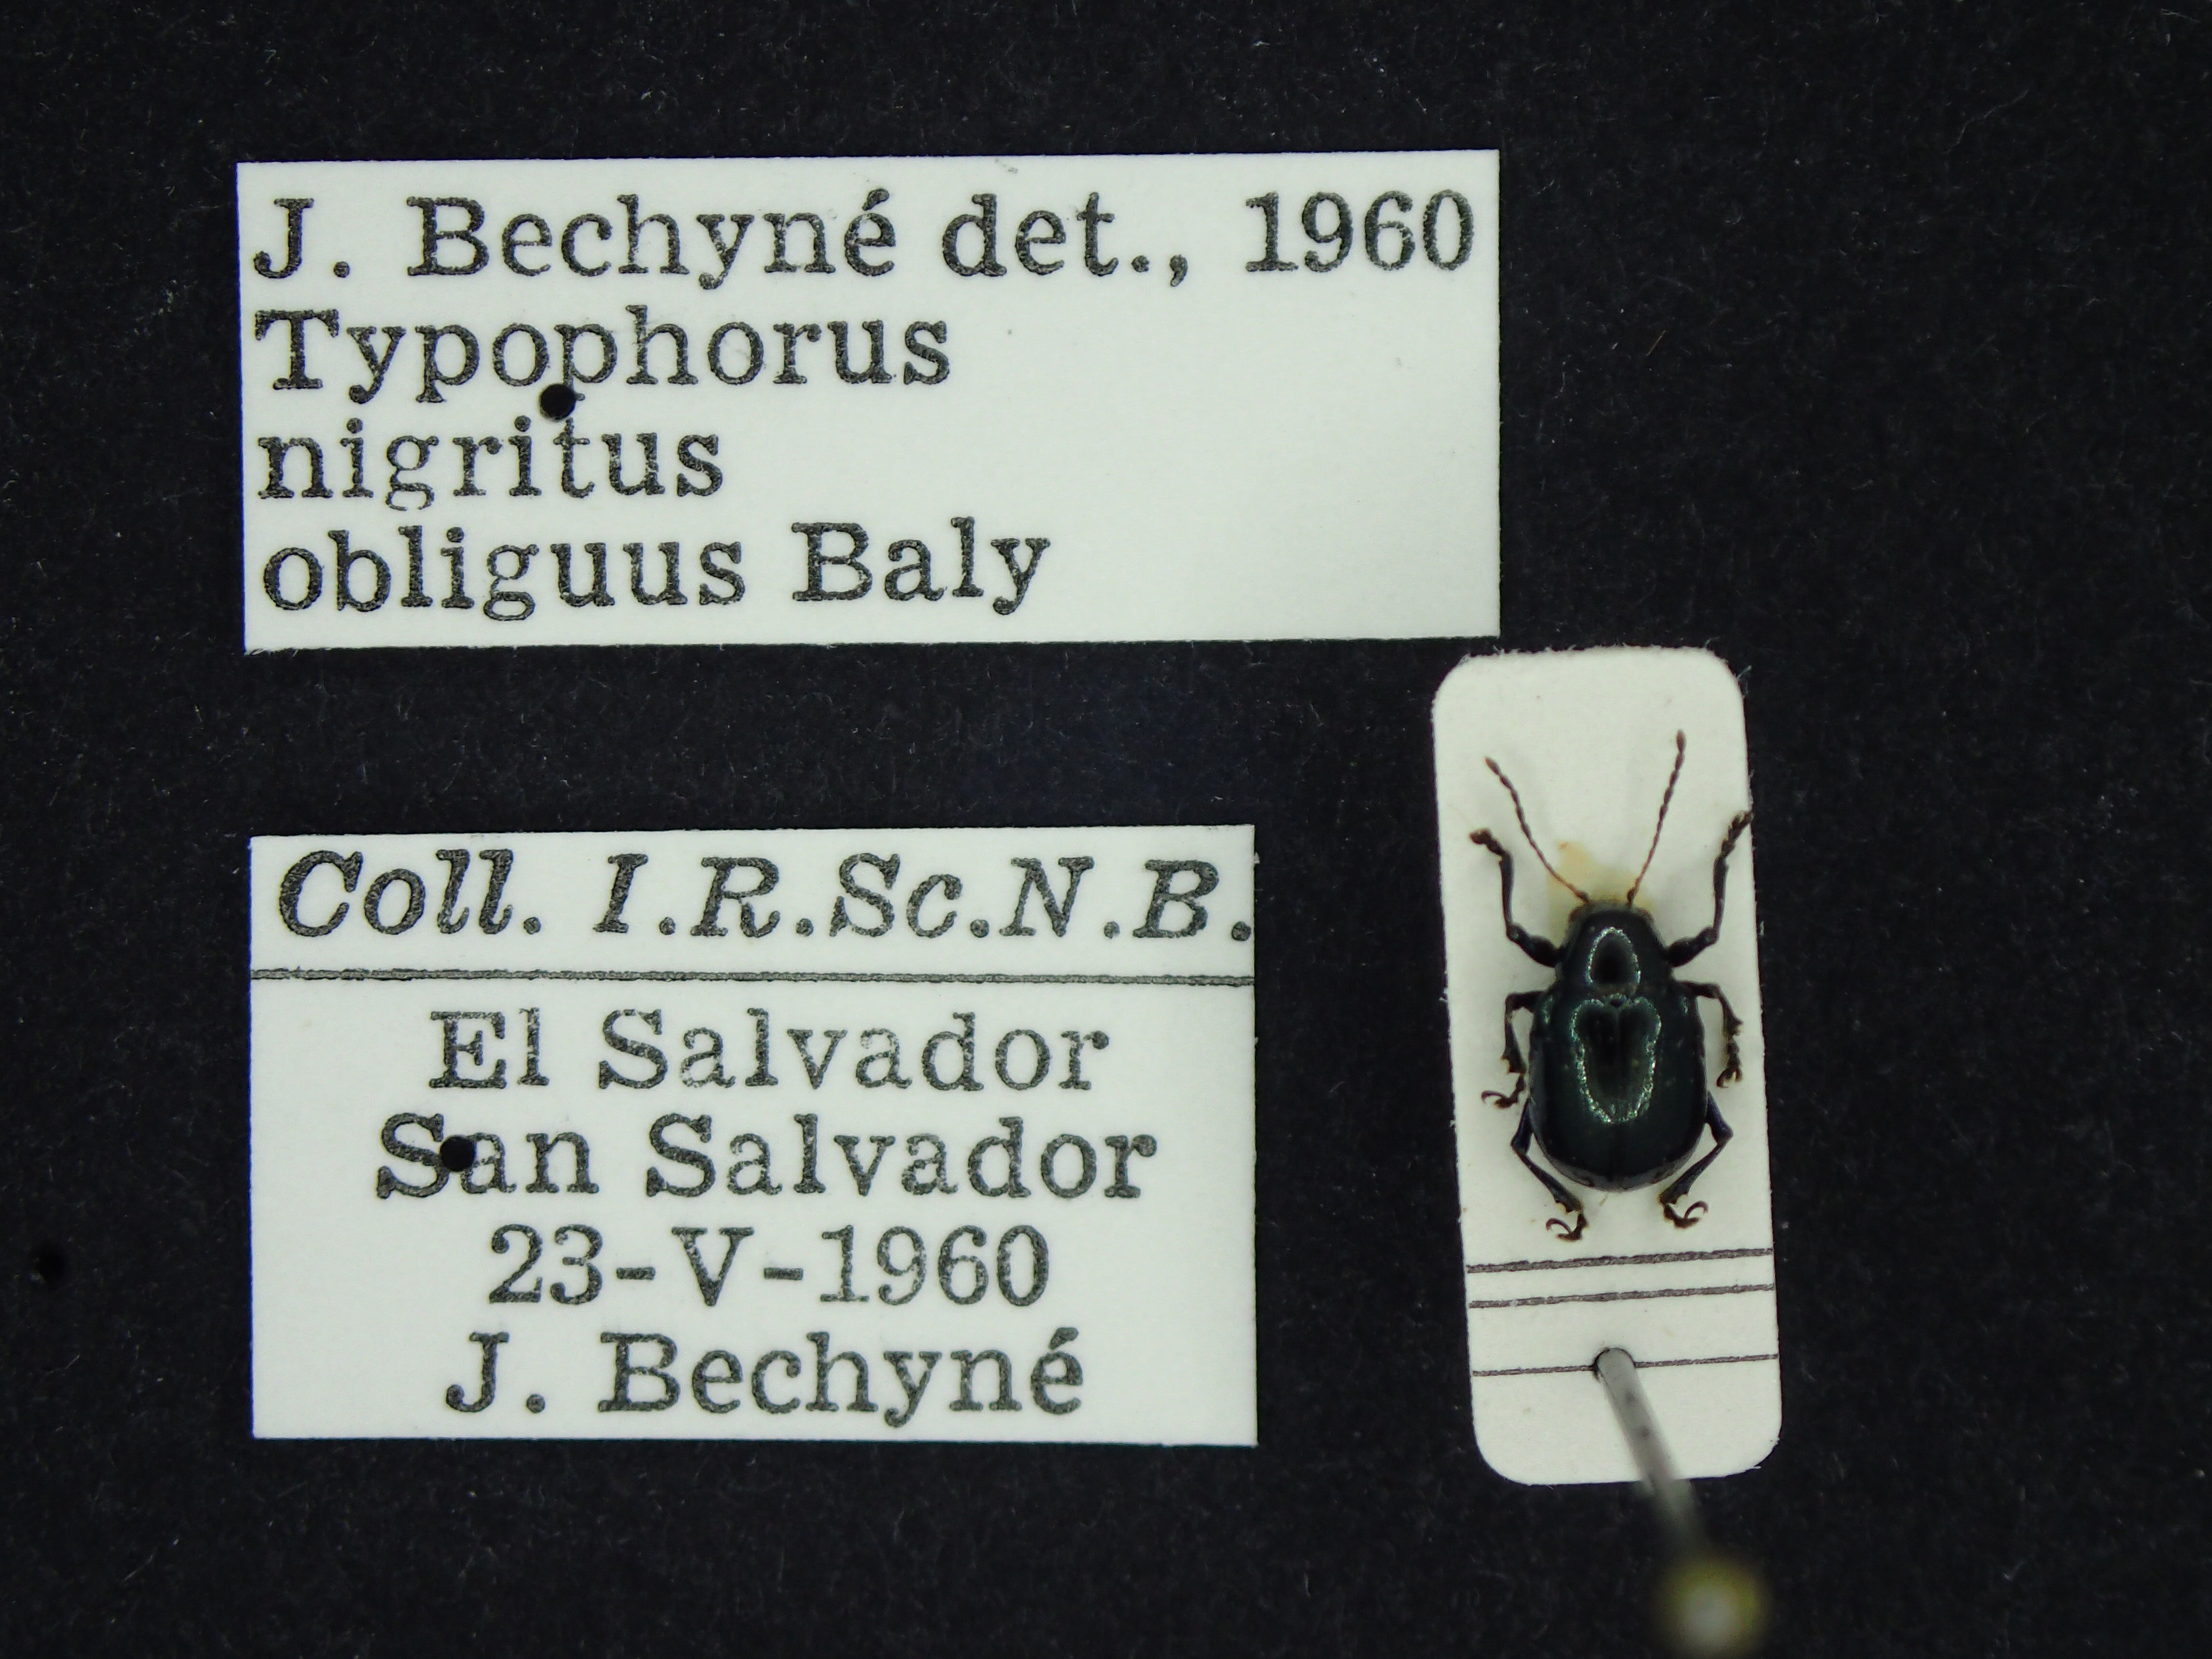 J. Bechyné det., 1960
Typophorus
nigritus
obliguus Baly
Coll. I.R.Sc.N.B.
El Salvador
San Salvador
23-V-1960
J. Bechyné